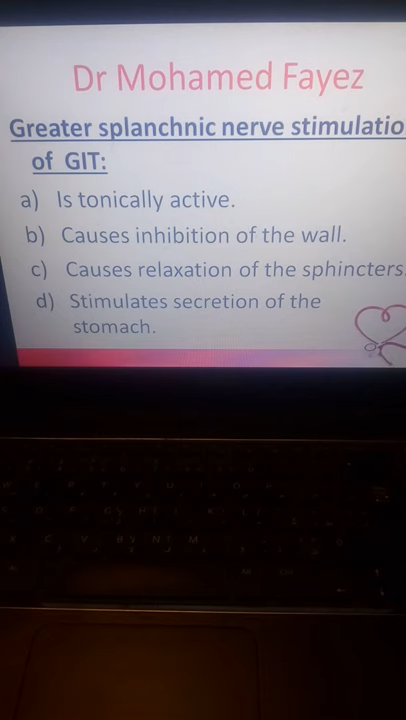 Dr Mohamed Fayez
Greater splanchnic nerve stimulatio
of GIT:
a) Is tonically active.
b) Causes inhibition of the wall.
c) Causes relaxation of the sphincters
d) Stimulates secretion of the
stomach.